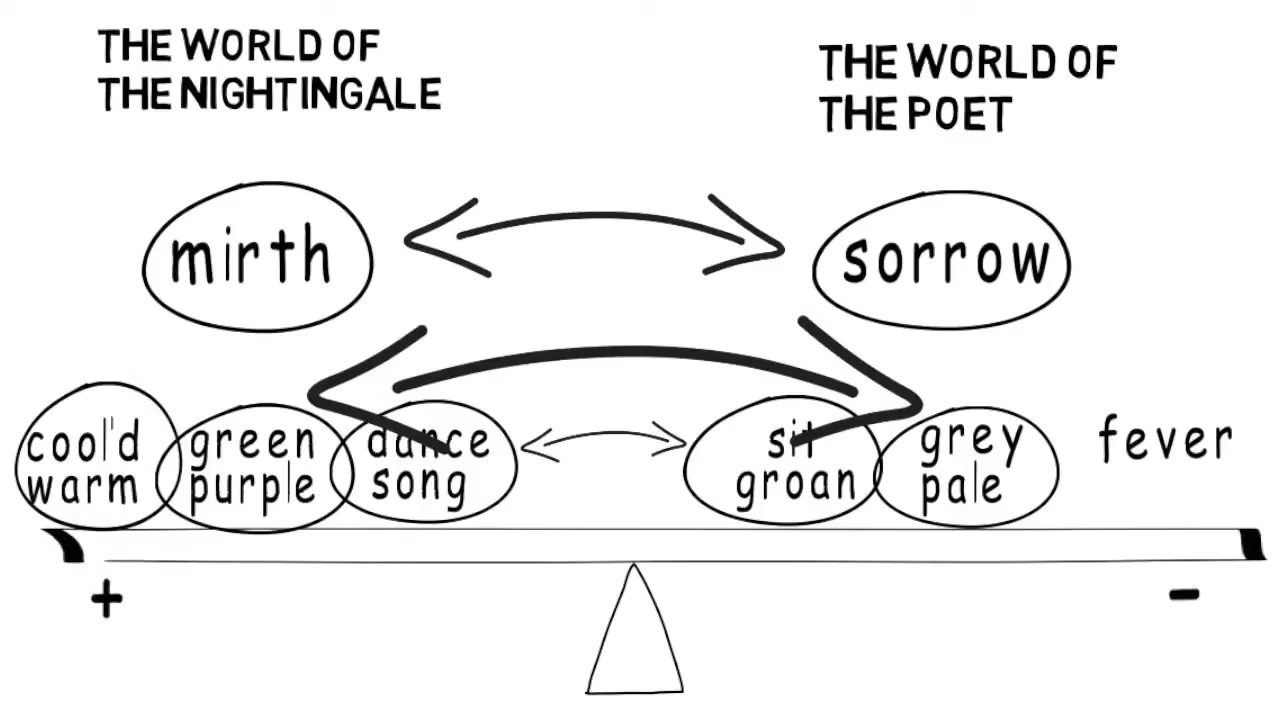 THE WORLD OF
THE NIGHTINGALE
THE WORLD OF
THE POET
mirth
sorrow
cool'd
warm
green
purple
dance
song
sit
groan
grey
pale
fever
+
-